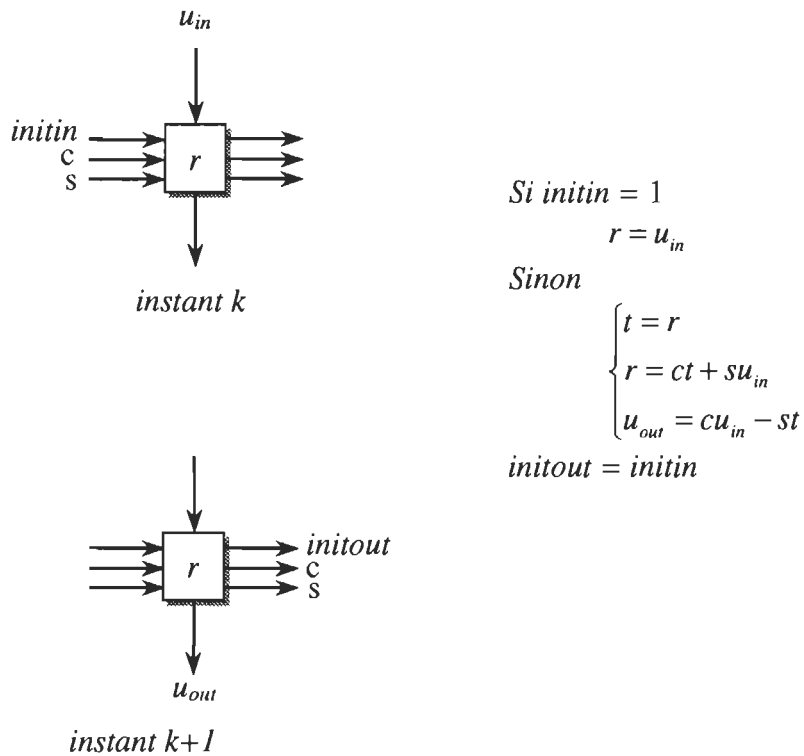 u_in
initin
c
s
r
instant k
Si initin = 1
r = u_in
Sinon
t = r
r = ct + su_in
u_out = cu_in − st
initout = initin
r
initout
c
s
u_out
instant k+1